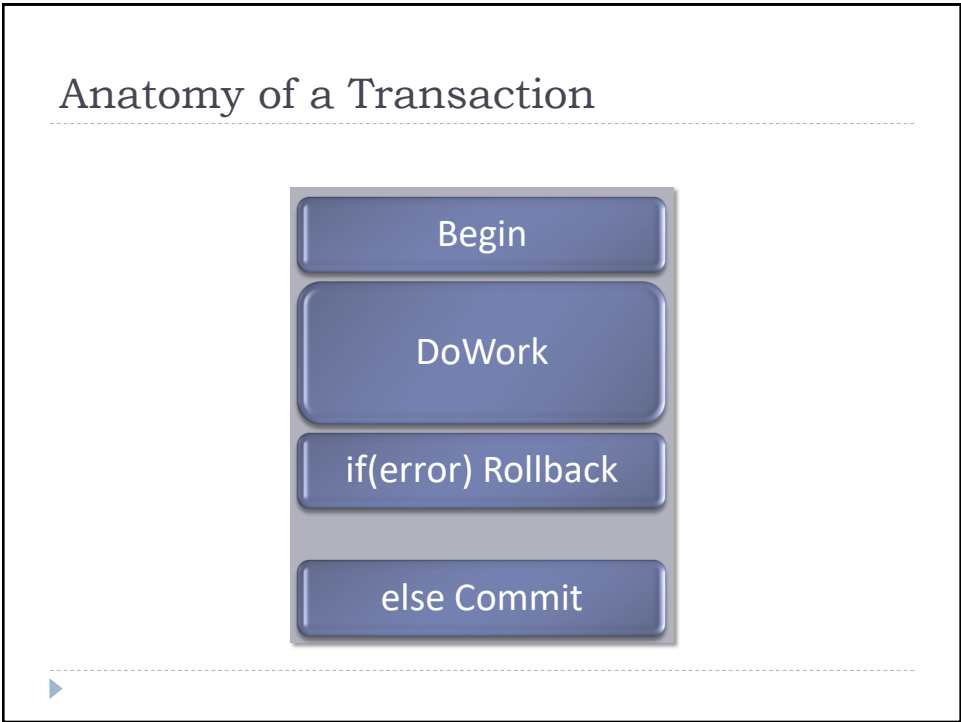 Anatomy of a Transaction
Begin
DoWork
if(error) Rollback
else Commit